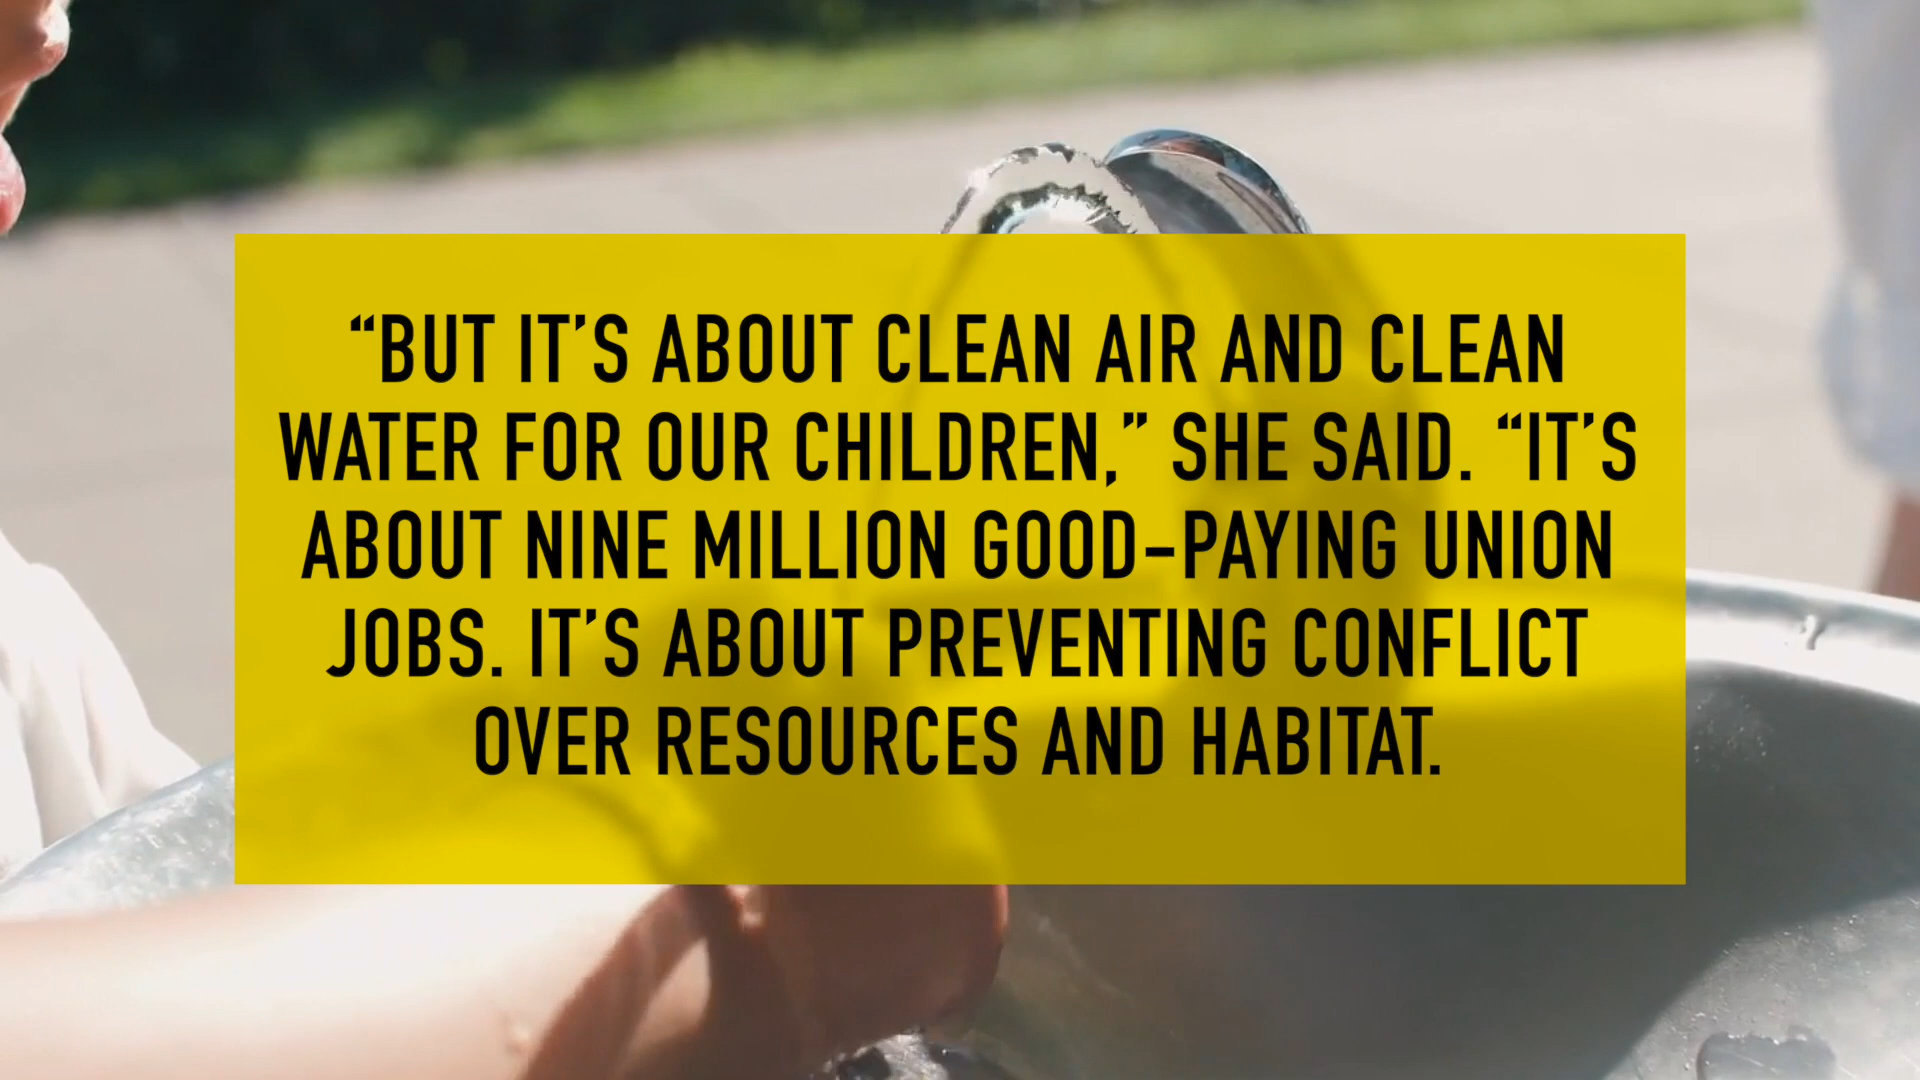 “BUT IT’S ABOUT CLEAN AIR AND CLEAN
WATER FOR OUR CHILDREN,” SHE SAID. “IT’S
ABOUT NINE MILLION GOOD-PAYING UNION
JOBS. IT’S ABOUT PREVENTING CONFLICT
OVER RESOURCES AND HABITAT.